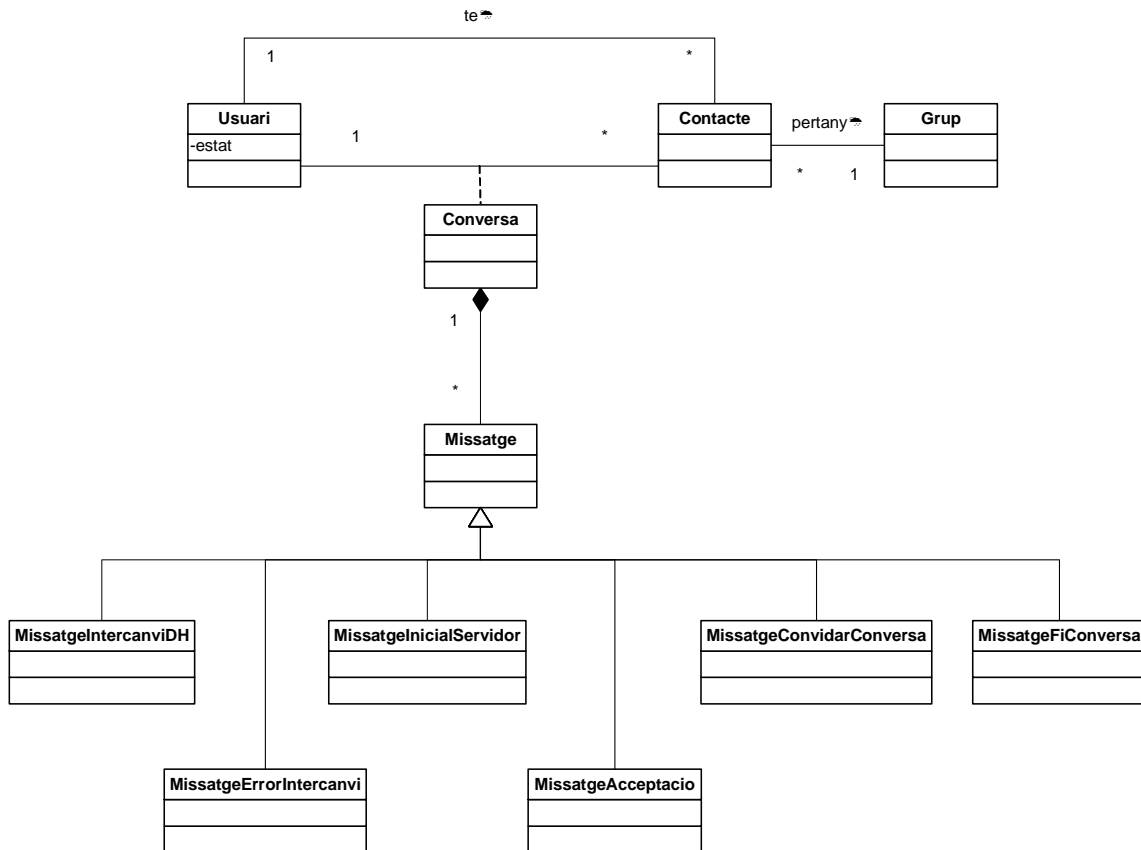 te
1 *
Usuari
-estat
1 *
Contacte
pertany
* 1
Grup
Conversa
1
*
Missatge
MissatgeIntercanviDH
MissatgeInicialServidor
MissatgeConvidarConversa
MissatgeFiConversa
MissatgeErrorIntercanvi
MissatgeAcceptacio